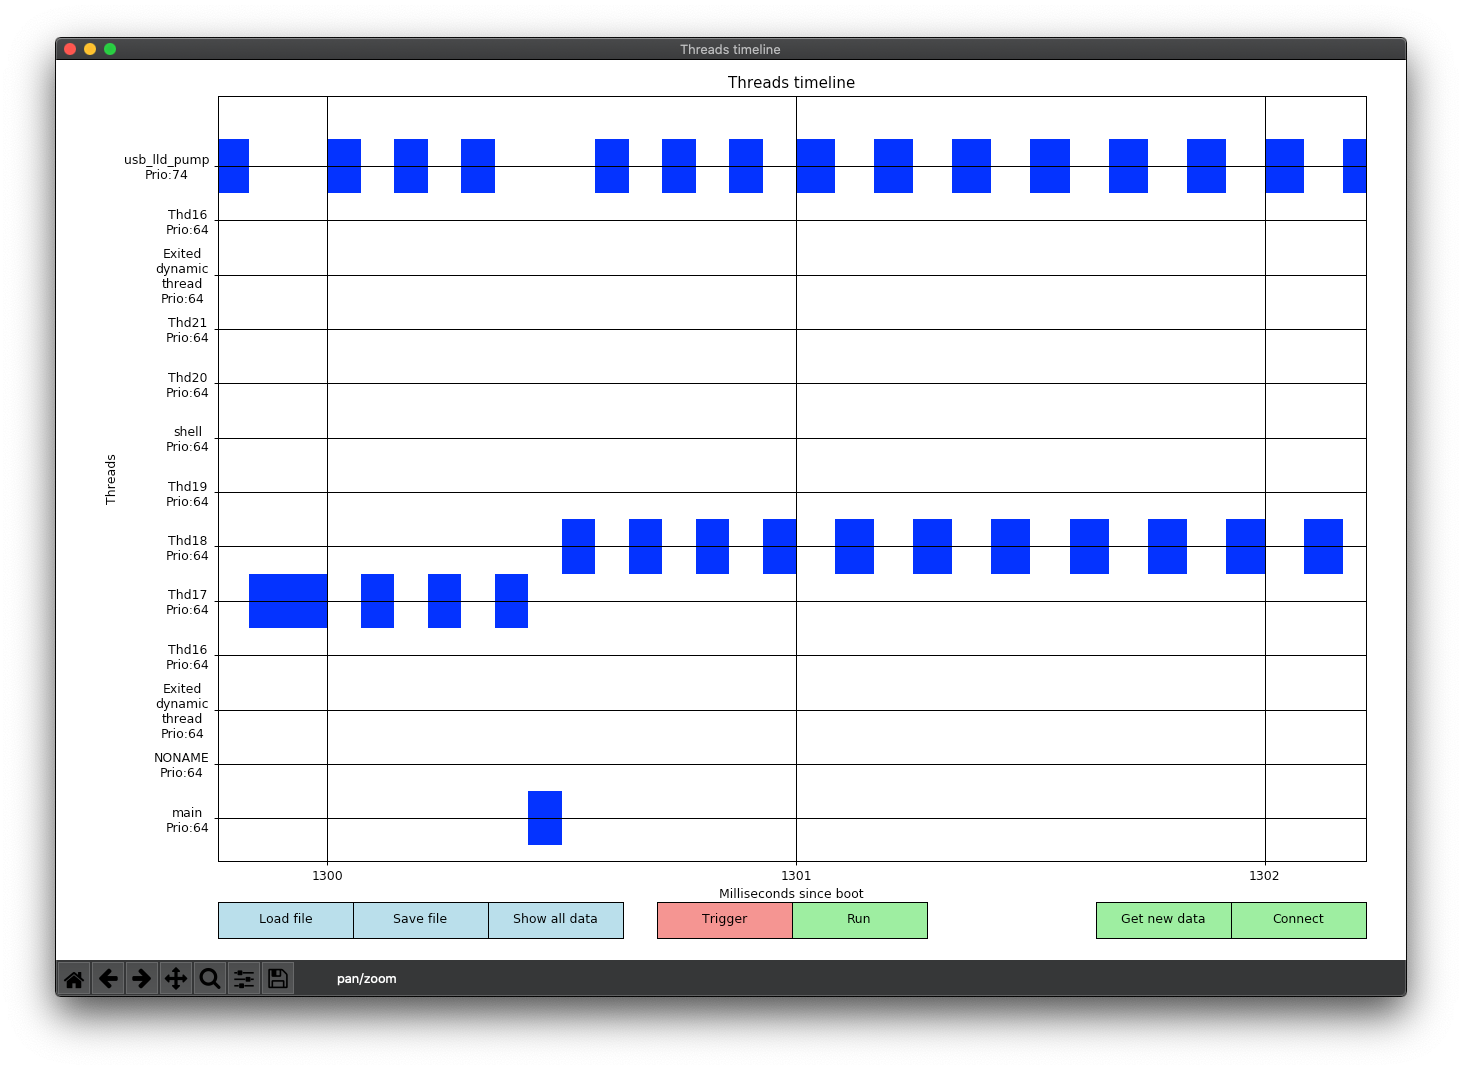 Threads timeline
Threads timeline
usb_lld_pump
Prio:74
Thd16
Prio:64
Exited
dynamic
thread
Prio:64
Thd21
Prio:64
Thd20
Prio:64
shell
Prio:64
Thd19
Prio:64
Threads
Thd18
Prio:64
Thd17
Prio:64
Thd16
Prio:64
Exited
dynamic
thread
Prio:64
NONAME
Prio:64
main
Prio:64
1300 1301 1302
Milliseconds since boot
Load file Save file Show all data Trigger Run Get new data Connect
pan/zoom